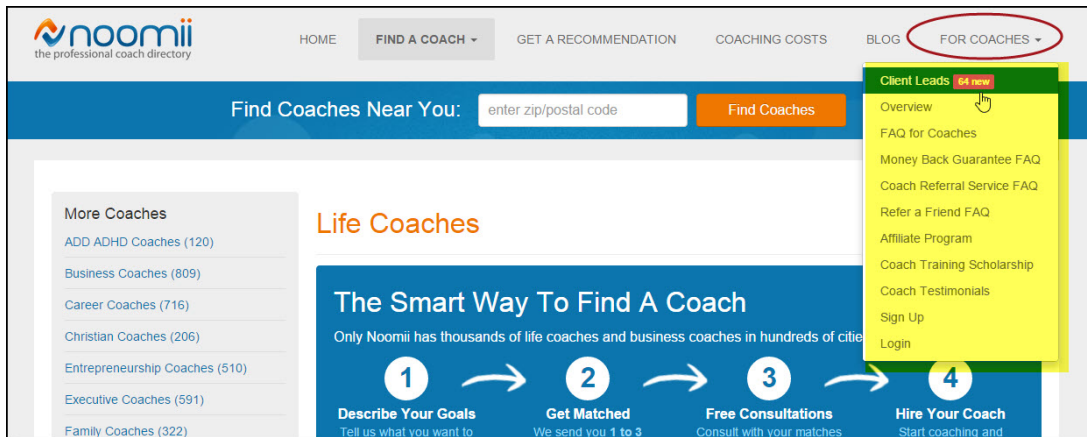 noomii
the professional coach directory
HOME FIND A COACH GET A RECOMMENDATION COACHING COSTS BLOG FOR COACHES
Client Leads 64 new
Overview
FAQ for Coaches
Money Back Guarantee FAQ
Coach Referral Service FAQ
Refer a Friend FAQ
Affiliate Program
Coach Training Scholarship
Coach Testimonials
Sign Up
Login
Find Coaches Near You: enter zip/postal code Find Coaches
More Coaches
ADD ADHD Coaches (120)
Business Coaches (809)
Career Coaches (716)
Christian Coaches (206)
Entrepreneurship Coaches (510)
Executive Coaches (591)
Family Coaches (322)
Life Coaches
The Smart Way To Find A Coach
Only Noomii has thousands of life coaches and business coaches in hundreds of citie
1 2 3 4
Describe Your Goals Get Matched Free Consultations Hire Your Coach
Tell us what you want to We send you 1 to 3 Consult with your matches Start coaching and